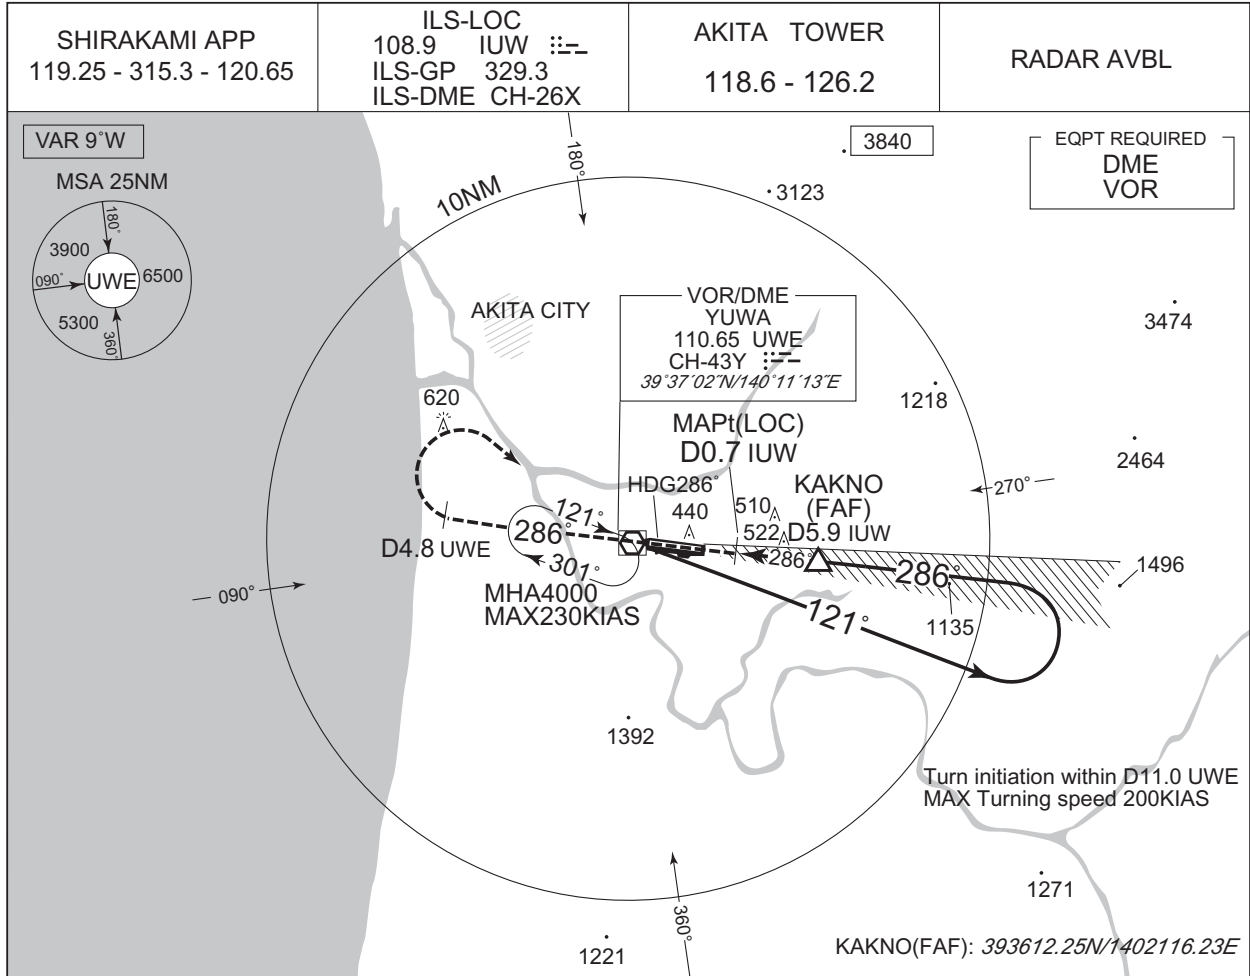 SHIRAKAMI APP
119.25 - 315.3 - 120.65
ILS-LOC
108.9 IUW
ILS-GP 329.3
ILS-DME CH-26X
AKITA TOWER
118.6 - 126.2
RADAR AVBL
VAR 9°W
MSA 25NM
180°
3900
090°
UWE
6500
5300
360°
10NM
180°
3840
3123
EQPT REQUIRED
DME
VOR
AKITA CITY
VOR/DME
YUWA
110.65 UWE
CH-43Y
39°37´02˝N/140°11´13˝E
3474
1218
620
MAPt(LOC)
D0.7 IUW
2464
HDG286°
KAKNO
(FAF)
D5.9 IUW
270°
510
440
522
121°
286°
D4.8 UWE
286°
286°
1496
301°
090°
MHA4000
MAX230KIAS
121°
1135
1392
Turn initiation within D11.0 UWE
MAX Turning speed 200KIAS
1271
360°
1221
KAKNO(FAF): 393612.25N/1402116.23E